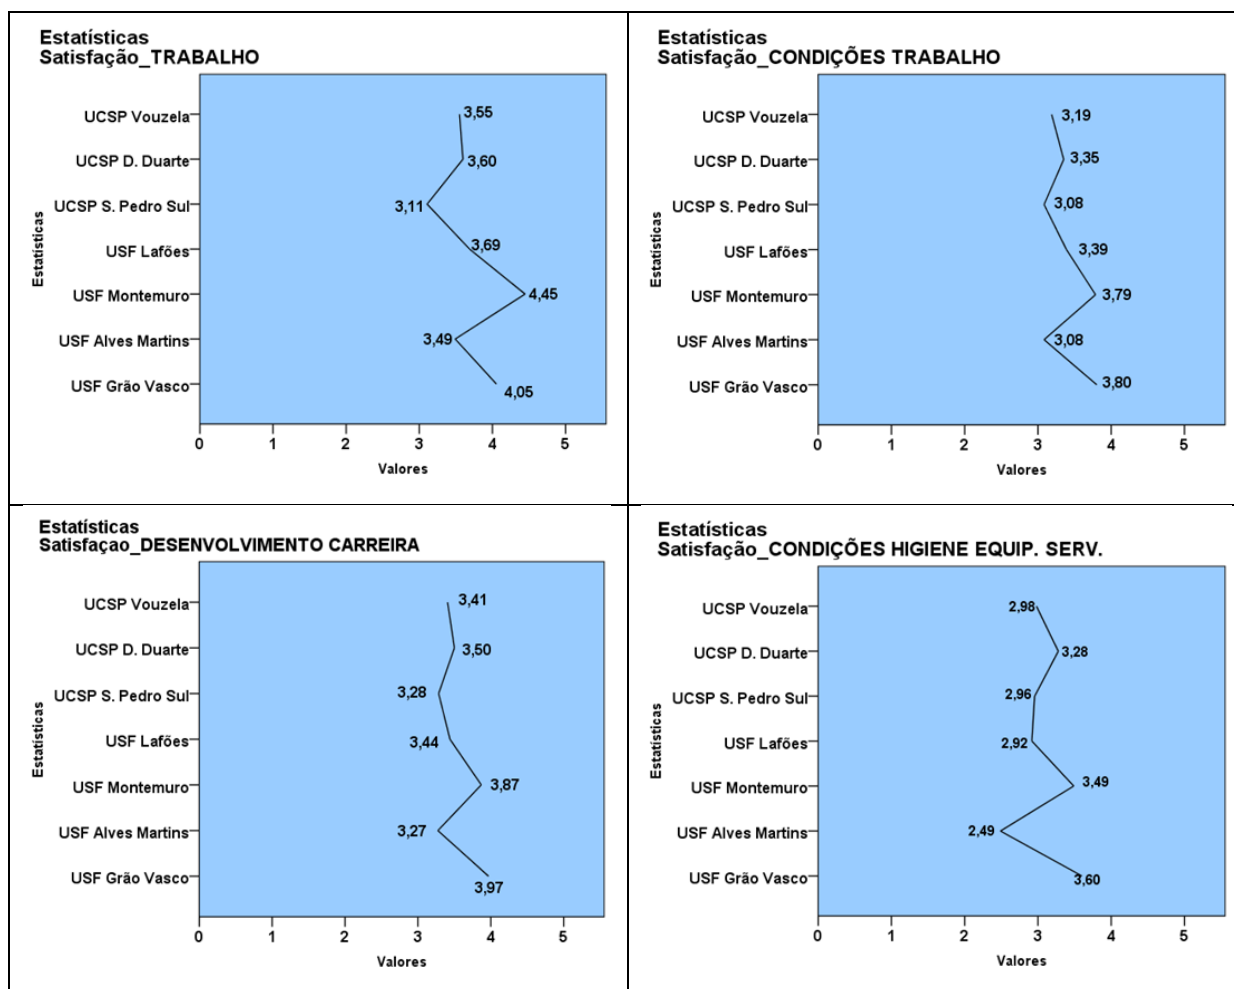 Estatísticas
Satisfação_TRABALHO
Estatísticas
UCSP Vouzela
UCSP D. Duarte
UCSP S. Pedro Sul
USF Lafões
USF Montemuro
USF Alves Martins
USF Grão Vasco
3,55
3,60
3,11
3,69
4,45
3,49
4,05
0 1 2 3 4 5
Valores
Estatísticas
Satisfação_CONDIÇÕES TRABALHO
Estatísticas
UCSP Vouzela
UCSP D. Duarte
UCSP S. Pedro Sul
USF Lafões
USF Montemuro
USF Alves Martins
USF Grão Vasco
3,19
3,35
3,08
3,39
3,79
3,08
3,80
0 1 2 3 4 5
Valores
Estatísticas
Satisfaçao_DESENVOLVIMENTO CARREIRA
Estatísticas
UCSP Vouzela
UCSP D. Duarte
UCSP S. Pedro Sul
USF Lafões
USF Montemuro
USF Alves Martins
USF Grão Vasco
3,41
3,50
3,28
3,44
3,87
3,27
3,97
0 1 2 3 4 5
Valores
Estatísticas
Satisfação_CONDIÇÕES HIGIENE EQUIP. SERV.
Estatísticas
UCSP Vouzela
UCSP D. Duarte
UCSP S. Pedro Sul
USF Lafões
USF Montemuro
USF Alves Martins
USF Grão Vasco
2,98
3,28
2,96
2,92
3,49
2,49
3,60
0 1 2 3 4 5
Valores